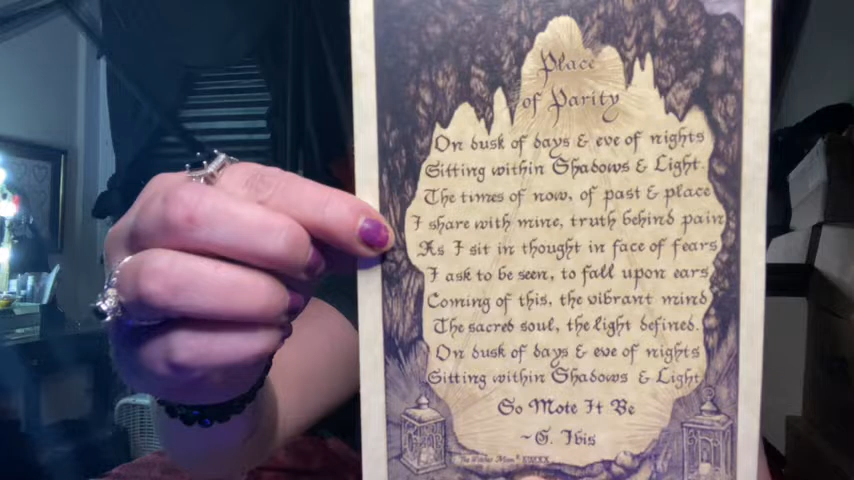 Place
of Parity
On dusk of days & eve of nights
Sitting within Shadows & Light.
The times of now, of past & place
I share with mine, truth behind pain
As I sit in thought in face of fears
I ask to be seen, to fall upon ears
Coming of this, the vibrant mind
The sacred soul, the light defined.
On dusk of days & eve of nights
Sitting within Shadows & Light
So Mote It Be
~G. Ibis
The Witches Moon ®